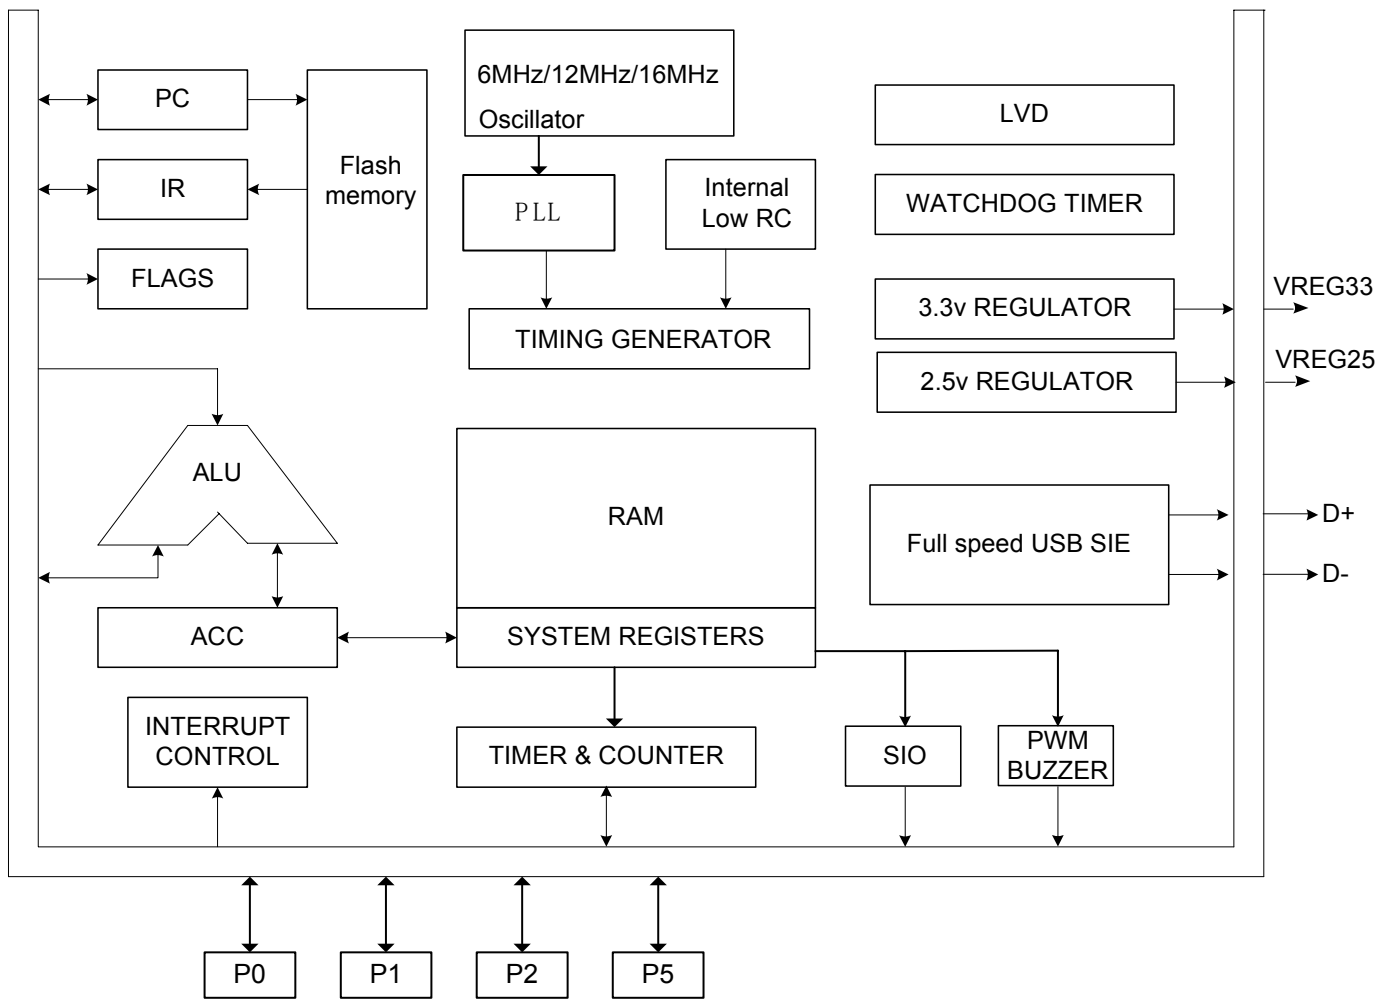 6MHz/12MHz/16MHz
Oscillator
PC
Flash
memory
LVD
IR
PLL
Internal
Low RC
WATCHDOG TIMER
FLAGS
TIMING GENERATOR
3.3v REGULATOR
VREG33
2.5v REGULATOR
VREG25
ALU
RAM
Full speed USB SIE
D+
D-
ACC
SYSTEM REGISTERS
INTERRUPT
CONTROL
TIMER & COUNTER
SIO
PWM
BUZZER
P0
P1
P2
P5